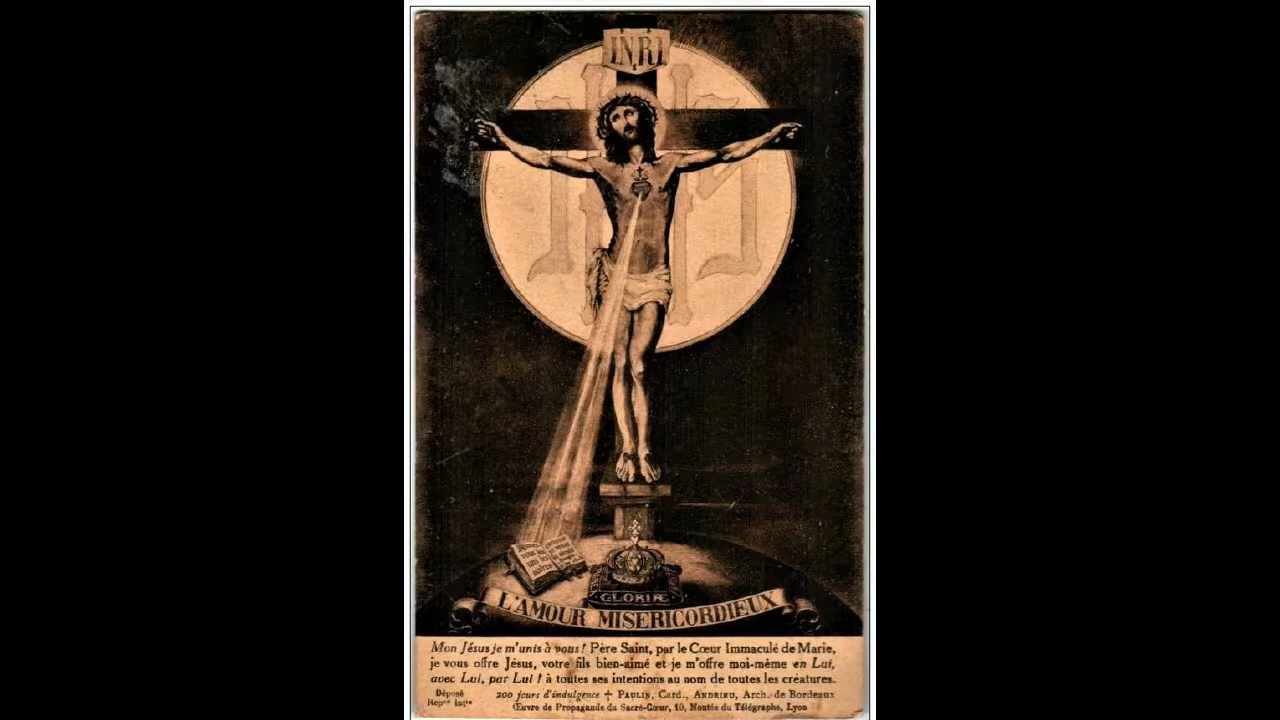 INRI
GLORIÆ
L'AMOUR MISERICORDIEUX
Mon Jésus je m'unis à vous ! Père Saint, par le Cœur Immaculé de Marie,
je vous offre Jésus, votre fils bien-aimé et je m'offre moi-même en Lui,
avec Lui, par Lui ! à toutes ses intentions au nom de toutes les créatures.
Déposé
200 jours d'indulgence ✝ PAULIN, Card., ANDRIEU, Arch. de Bordeaux
Œuvre de Propagande du Sacré-Cœur, 10, Montée du Télégraphe, Lyon